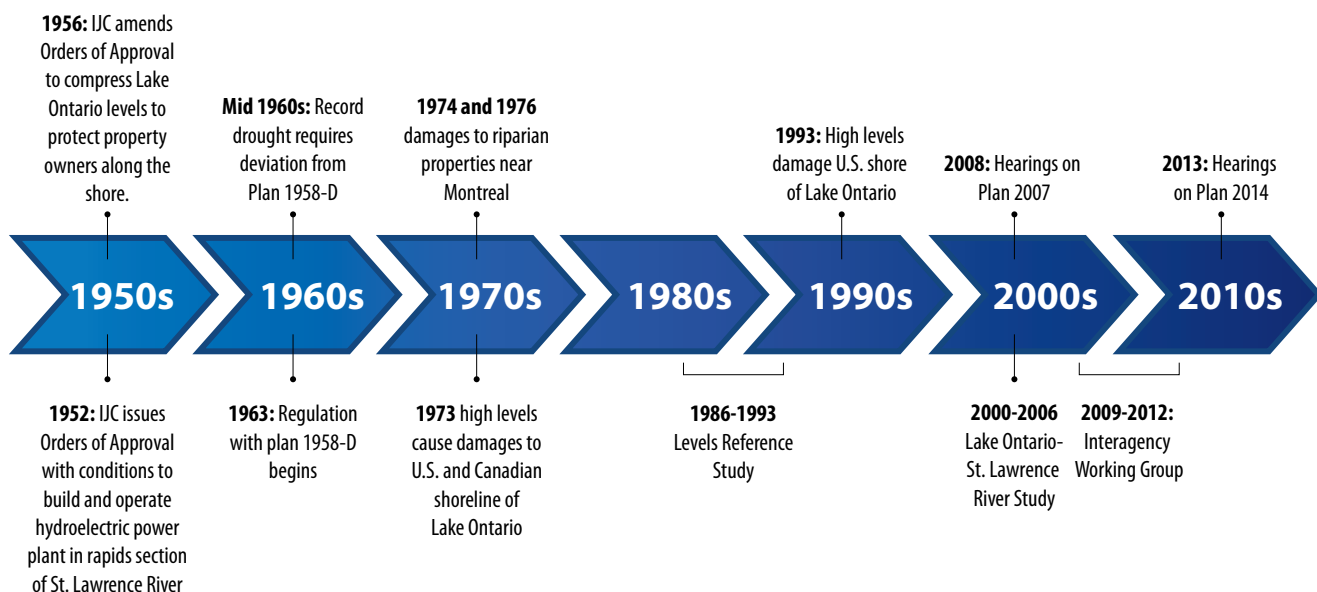 1956: IJC amends
Orders of Approval
to compress Lake
Ontario levels to
protect property
owners along the
shore.
Mid 1960s: Record
drought requires
deviation from
Plan 1958-D
1974 and 1976
damages to riparian
properties near
Montreal
1993: High levels
damage U.S. shore
of Lake Ontario
2008: Hearings on
Plan 2007
2013: Hearings
on Plan 2014
1950s
1960s
1970s
1980s
1990s
2000s
2010s
1952: IJC issues
Orders of Approval
with conditions to
build and operate
hydroelectric power
plant in rapids section
of St. Lawrence River
1963: Regulation
with plan 1958-D
begins
1973 high levels
cause damages to
U.S. and Canadian
shoreline of
Lake Ontario
1986-1993
Levels Reference
Study
2000-2006
Lake Ontario-
St. Lawrence
River Study
2009-2012:
Interagency
Working Group